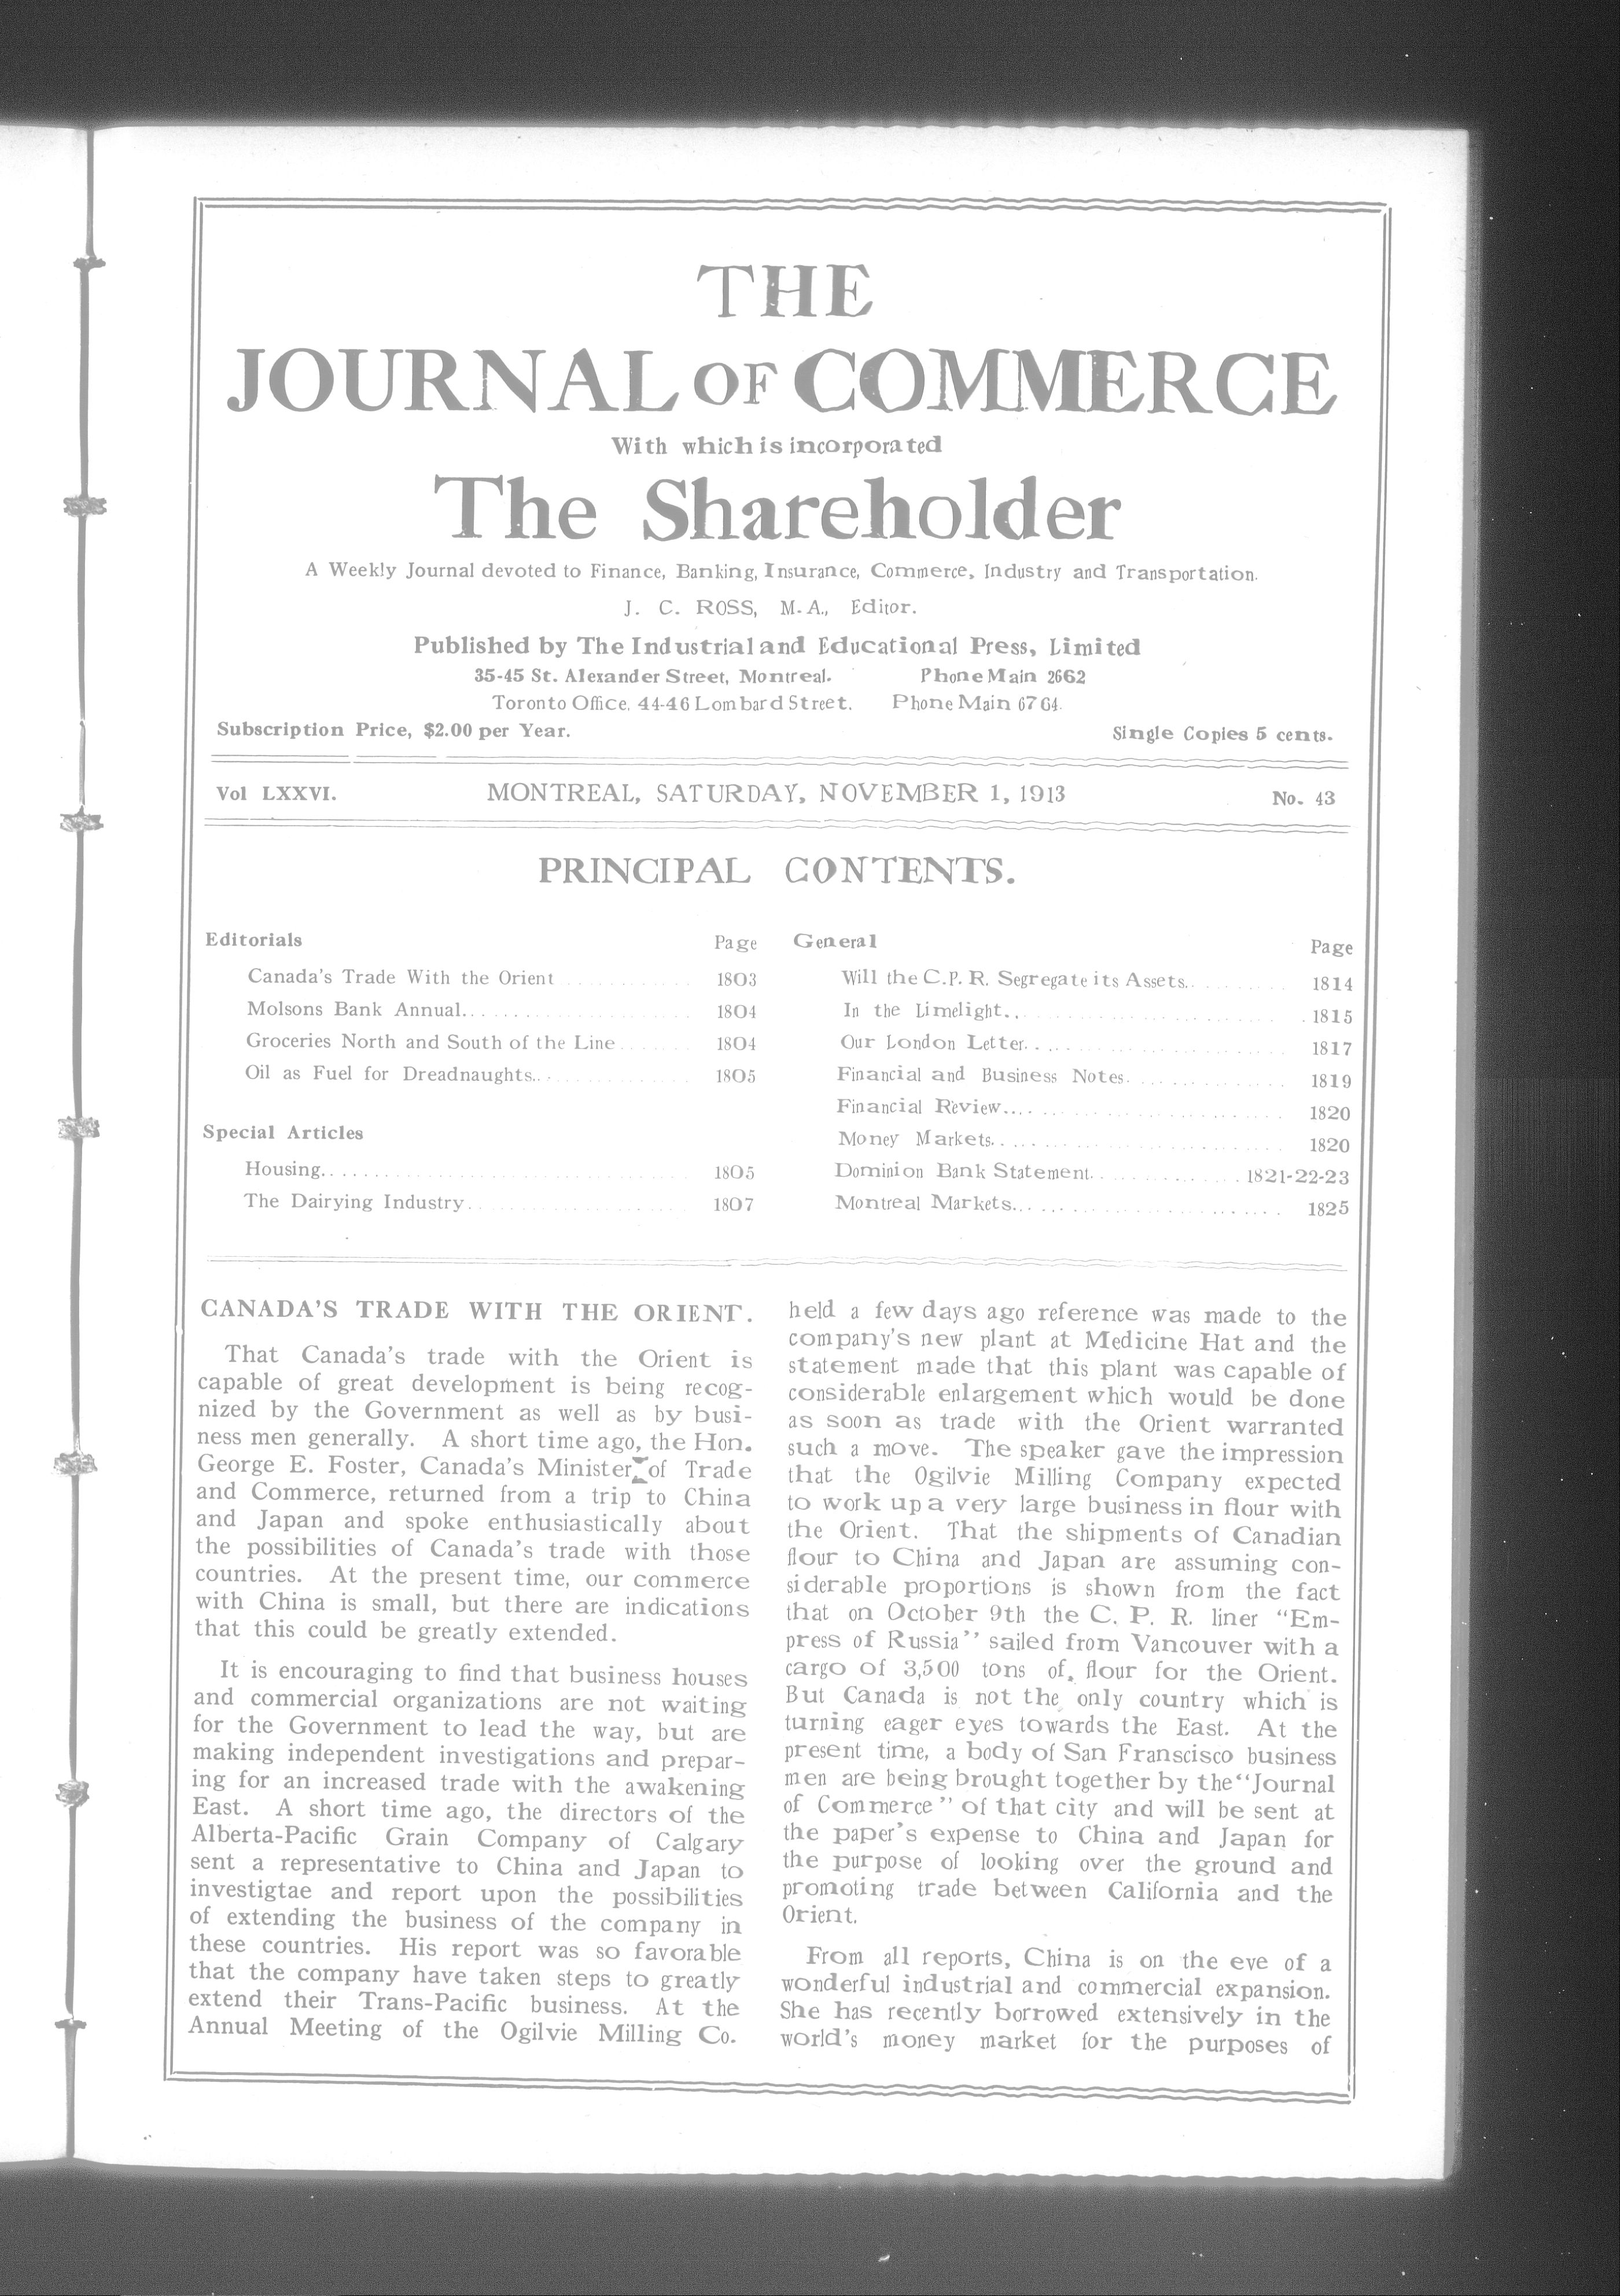 THE
JOURNAL OF COMMERCE
With which is incorporated
The Shareholder
A Weekly Journal devoted to Finance, Banking, Insurance, Commerce, Industry and Transportation.
J. C. ROSS, M.A., Editor.
Published by The Industrial and Educational Press, Limited
35-45 St. Alexander Street, Montreal. Phone Main 2662
Toronto Office, 44-46 Lombard Street. Phone Main 6764.
Subscription Price, $2.00 per Year. Single Copies 5 cents.
Vol LXXVI. MONTREAL, SATURDAY, NOVEMBER 1, 1913 No. 43
PRINCIPAL CONTENTS.
Editorials Page
Canada's Trade With the Orient 1803
Molsons Bank Annual 1804
Groceries North and South of the Line 1804
Oil as Fuel for Dreadnaughts 1805
Special Articles
Housing 1805
The Dairying Industry 1807
General Page
Will the C.P.R. Segregate its Assets 1814
In the Limelight 1815
Our London Letter 1817
Financial and Business Notes 1819
Financial Review 1820
Money Markets 1820
Dominion Bank Statement 1821-22-23
Montreal Markets 1825
CANADA'S TRADE WITH THE ORIENT.
That Canada's trade with the Orient is
capable of great development is being recog-
nized by the Government as well as by busi-
ness men generally. A short time ago, the Hon.
George E. Foster, Canada's Minister of Trade
and Commerce, returned from a trip to China
and Japan and spoke enthusiastically about
the possibilities of Canada's trade with those
countries. At the present time, our commerce
with China is small, but there are indications
that this could be greatly extended.
It is encouraging to find that business houses
and commercial organizations are not waiting
for the Government to lead the way, but are
making independent investigations and prepar-
ing for an increased trade with the awakening
East. A short time ago, the directors of the
Alberta-Pacific Grain Company of Calgary
sent a representative to China and Japan to
investigtae and report upon the possibilities
of extending the business of the company in
these countries. His report was so favorable
that the company have taken steps to greatly
extend their Trans-Pacific business. At the
Annual Meeting of the Ogilvie Milling Co.
held a few days ago reference was made to the
company's new plant at Medicine Hat and the
statement made that this plant was capable of
considerable enlargement which would be done
as soon as trade with the Orient warranted
such a move. The speaker gave the impression
that the Ogilvie Milling Company expected
to work up a very large business in flour with
the Orient. That the shipments of Canadian
flour to China and Japan are assuming con-
siderable proportions is shown from the fact
that on October 9th the C. P. R. liner "Em-
press of Russia" sailed from Vancouver with a
cargo of 3,500 tons of flour for the Orient.
But Canada is not the only country which is
turning eager eyes towards the East. At the
present time, a body of San Franscisco business
men are being brought together by the "Journal
of Commerce" of that city and will be sent at
the paper's expense to China and Japan for
the purpose of looking over the ground and
promoting trade between California and the
Orient.
From all reports, China is on the eve of a
wonderful industrial and commercial expansion.
She has recently borrowed extensively in the
world's money market for the purposes of